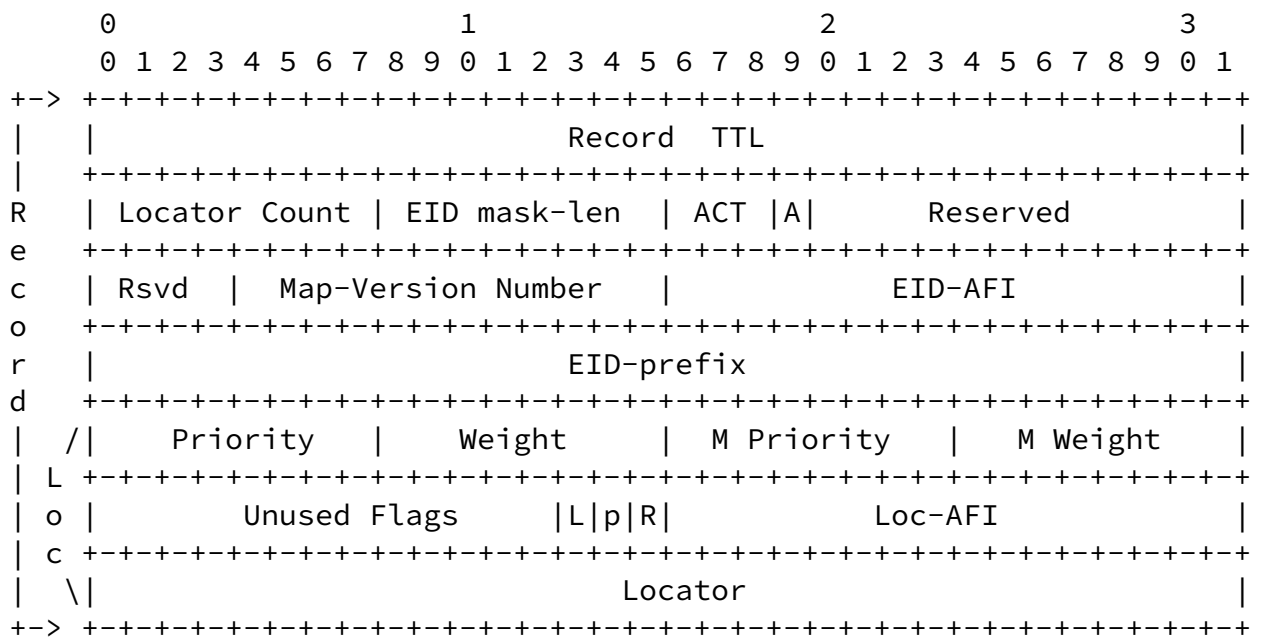 0                   1                   2                   3
        0 1 2 3 4 5 6 7 8 9 0 1 2 3 4 5 6 7 8 9 0 1 2 3 4 5 6 7 8 9 0 1
+-> +-+-+-+-+-+-+-+-+-+-+-+-+-+-+-+-+-+-+-+-+-+-+-+-+-+-+-+-+-+-+-+-+
|   |                          Record  TTL                          |
|   +-+-+-+-+-+-+-+-+-+-+-+-+-+-+-+-+-+-+-+-+-+-+-+-+-+-+-+-+-+-+-+-+
R   | Locator Count | EID mask-len  | ACT |A|      Reserved         |
e   +-+-+-+-+-+-+-+-+-+-+-+-+-+-+-+-+-+-+-+-+-+-+-+-+-+-+-+-+-+-+-+-+
c   | Rsvd  |  Map-Version Number   |            EID-AFI            |
o   +-+-+-+-+-+-+-+-+-+-+-+-+-+-+-+-+-+-+-+-+-+-+-+-+-+-+-+-+-+-+-+-+
r   |                          EID-prefix                           |
d   +-+-+-+-+-+-+-+-+-+-+-+-+-+-+-+-+-+-+-+-+-+-+-+-+-+-+-+-+-+-+-+-+
|  /|    Priority   |    Weight     |  M Priority   |   M Weight    |
| L +-+-+-+-+-+-+-+-+-+-+-+-+-+-+-+-+-+-+-+-+-+-+-+-+-+-+-+-+-+-+-+-+
| o |        Unused Flags     |L|p|R|           Loc-AFI             |
| c +-+-+-+-+-+-+-+-+-+-+-+-+-+-+-+-+-+-+-+-+-+-+-+-+-+-+-+-+-+-+-+-+
|  \|                             Locator                           |
+-> +-+-+-+-+-+-+-+-+-+-+-+-+-+-+-+-+-+-+-+-+-+-+-+-+-+-+-+-+-+-+-+-+